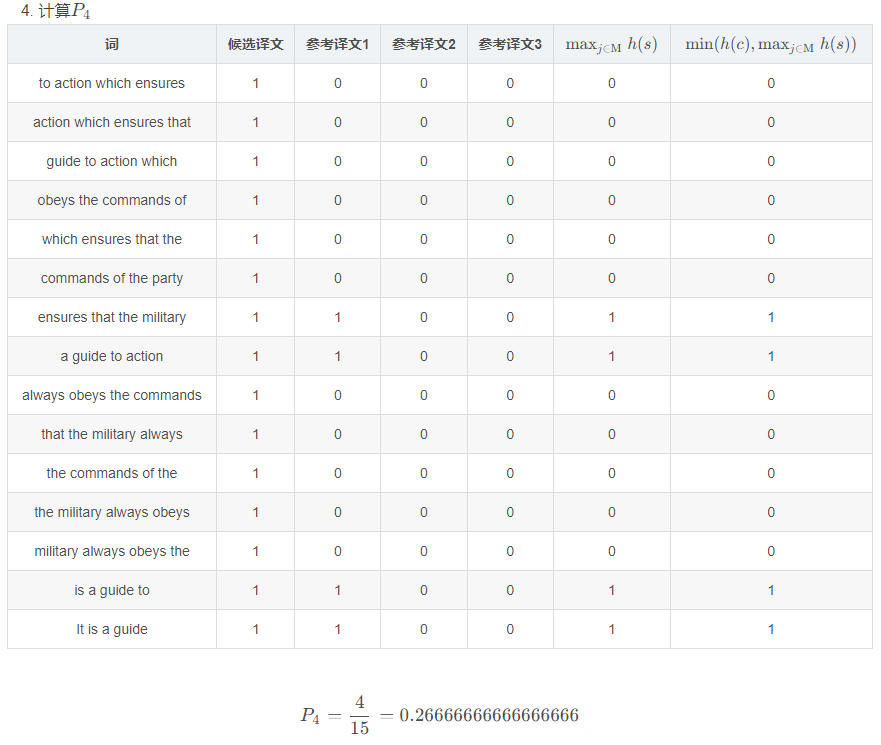 4. 计算P₄
词 候选译文 参考译文1 参考译文2 参考译文3 max_{j∈M} h(s) min(h(c), max_{j∈M} h(s))
to action which ensures 1 0 0 0 0 0
action which ensures that 1 0 0 0 0 0
guide to action which 1 0 0 0 0 0
obeys the commands of 1 0 0 0 0 0
which ensures that the 1 0 0 0 0 0
commands of the party 1 0 0 0 0 0
ensures that the military 1 1 0 0 1 1
a guide to action 1 1 0 0 1 1
always obeys the commands 1 0 0 0 0 0
that the military always 1 0 0 0 0 0
the commands of the 1 0 0 0 0 0
the military always obeys 1 0 0 0 0 0
military always obeys the 1 0 0 0 0 0
is a guide to 1 1 0 0 1 1
It is a guide 1 1 0 0 1 1
P₄ = 4/15 = 0.26666666666666666